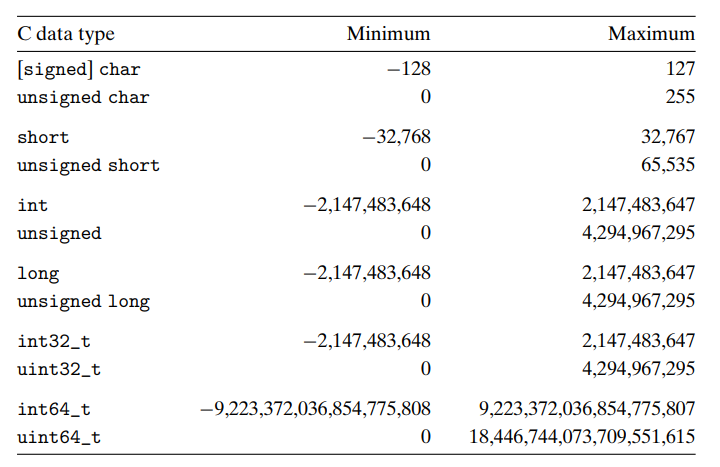 C data type Minimum Maximum
[signed] char −128 127
unsigned char 0 255
short −32,768 32,767
unsigned short 0 65,535
int −2,147,483,648 2,147,483,647
unsigned 0 4,294,967,295
long −2,147,483,648 2,147,483,647
unsigned long 0 4,294,967,295
int32_t −2,147,483,648 2,147,483,647
uint32_t 0 4,294,967,295
int64_t −9,223,372,036,854,775,808 9,223,372,036,854,775,807
uint64_t 0 18,446,744,073,709,551,615